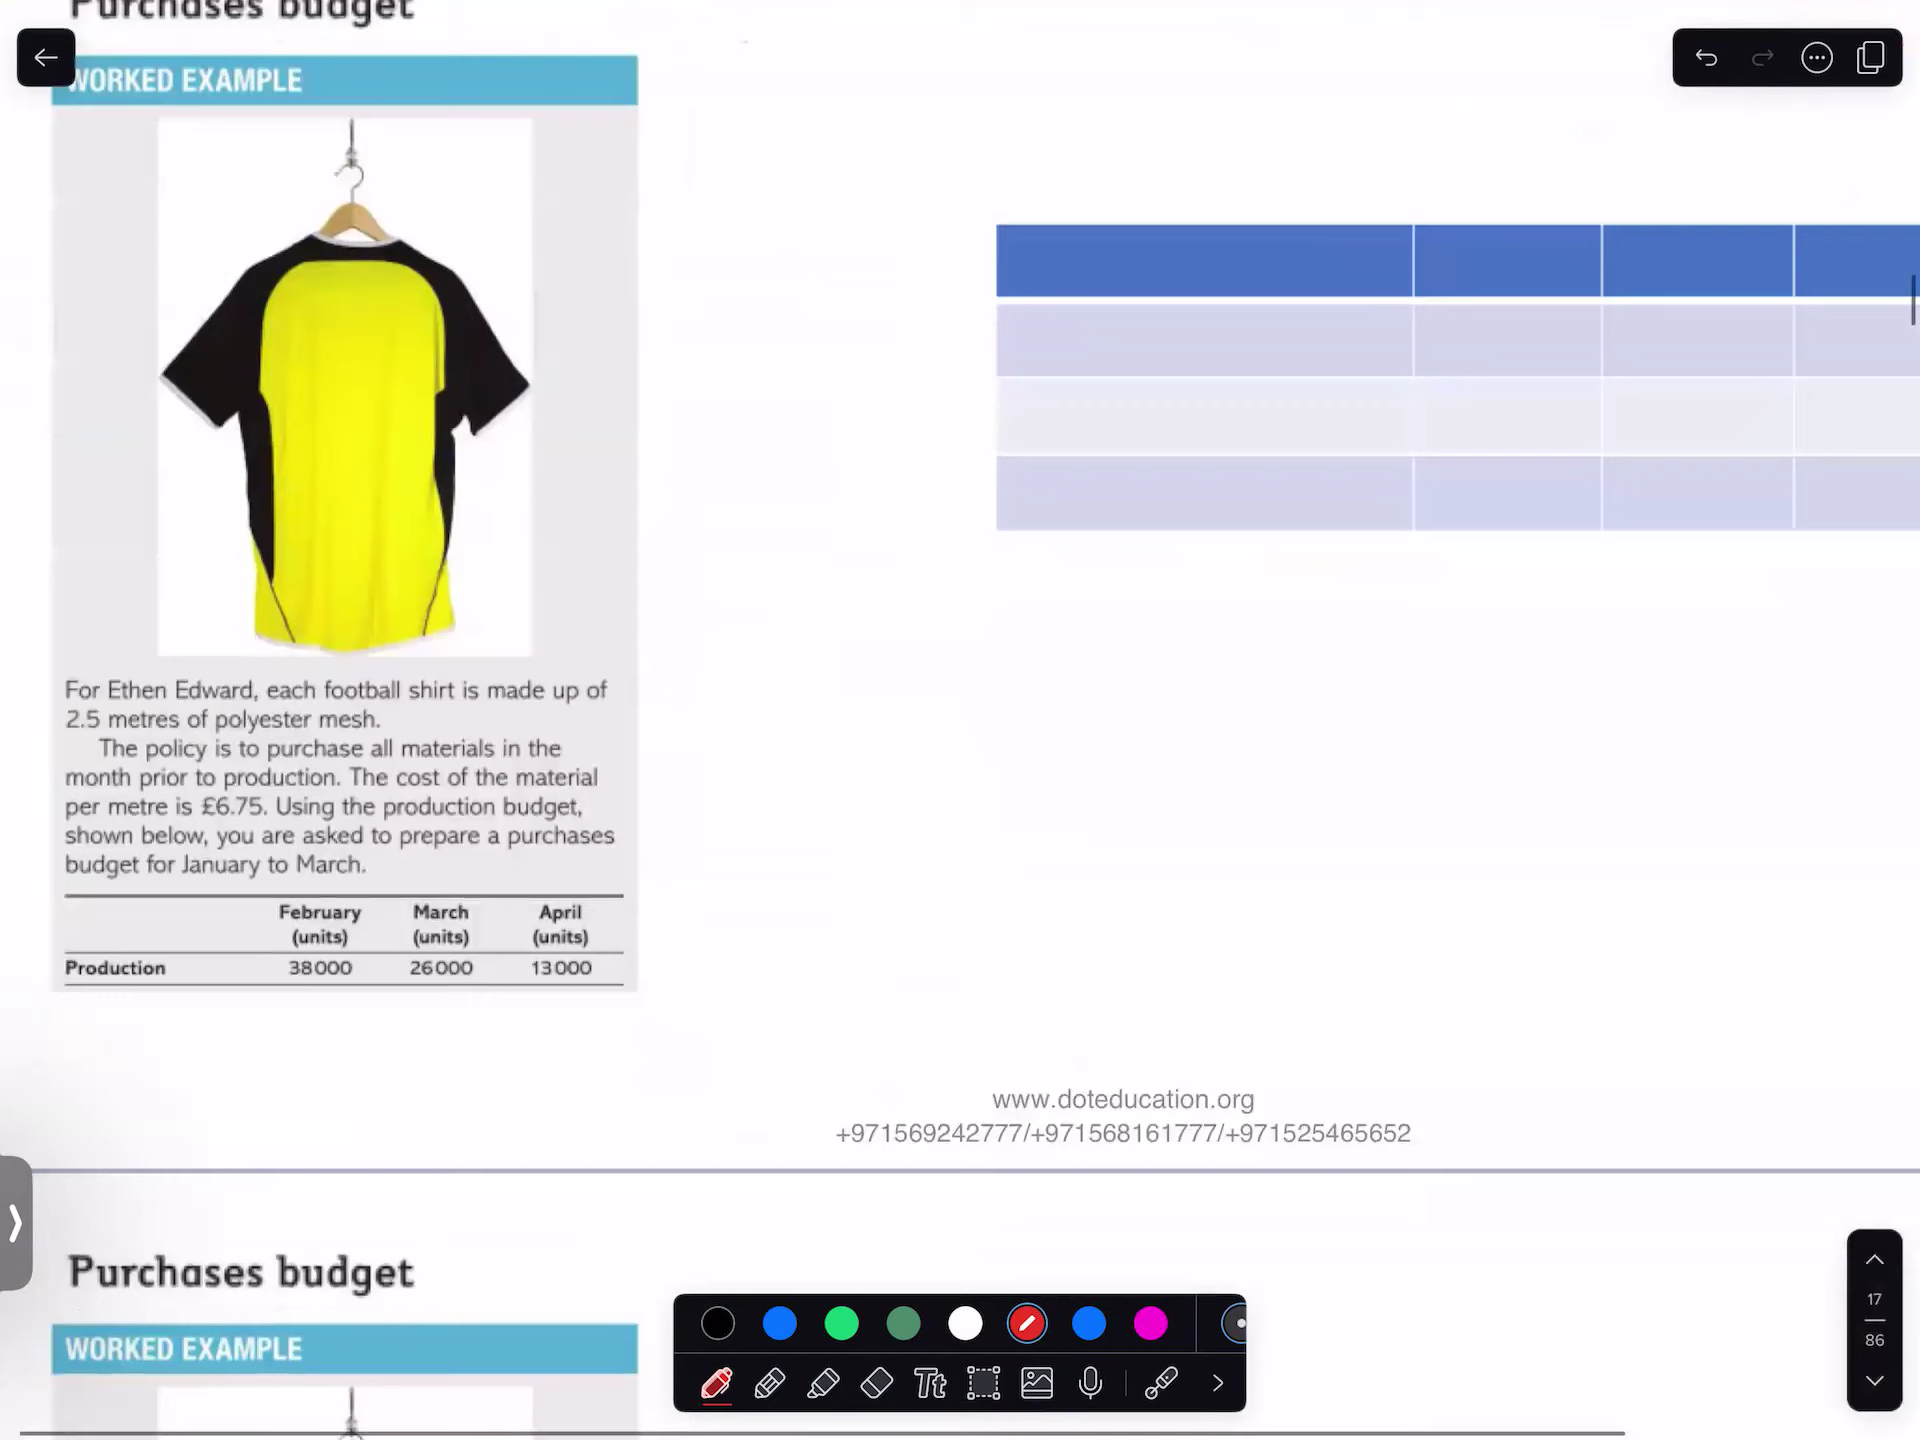 Purchases budget
WORKED EXAMPLE
For Ethen Edward, each football shirt is made up of
2.5 metres of polyester mesh.
The policy is to purchase all materials in the
month prior to production. The cost of the material
per metre is £6.75. Using the production budget,
shown below, you are asked to prepare a purchases
budget for January to March.
February March April
(units) (units) (units)
Production 38000 26000 13000
www.doteducation.org
+971569242777/+971568161777/+971525465652
Purchases budget
WORKED EXAMPLE
17
86
Tt